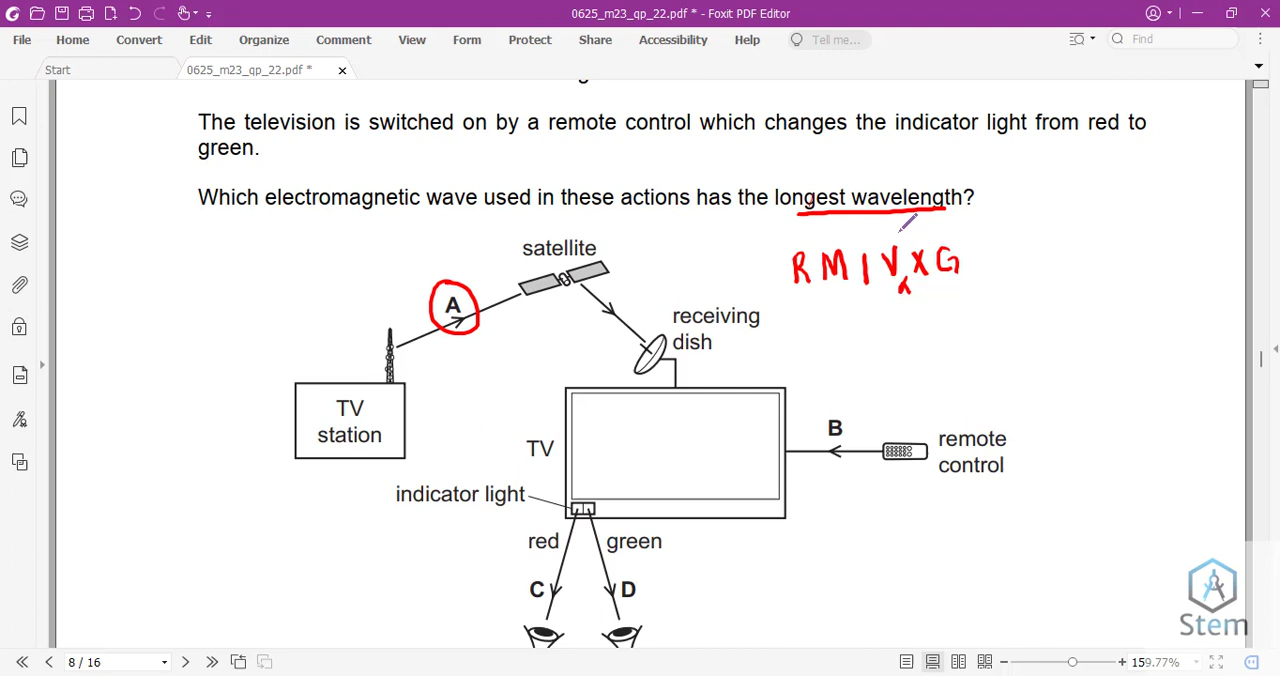 0625_m23_qp_22.pdf * - Foxit PDF Editor
File Home Convert Edit Organize Comment View Form Protect Share Accessibility Help Tell me... Find
Start 0625_m23_qp_22.pdf *
The television is switched on by a remote control which changes the indicator light from red to
green.
Which electromagnetic wave used in these actions has the longest wavelength?
satellite
R M I V X G
A
receiving
dish
TV
station
TV
B
remote
control
indicator light
red green
C D
Stem
8 / 16 159.77%